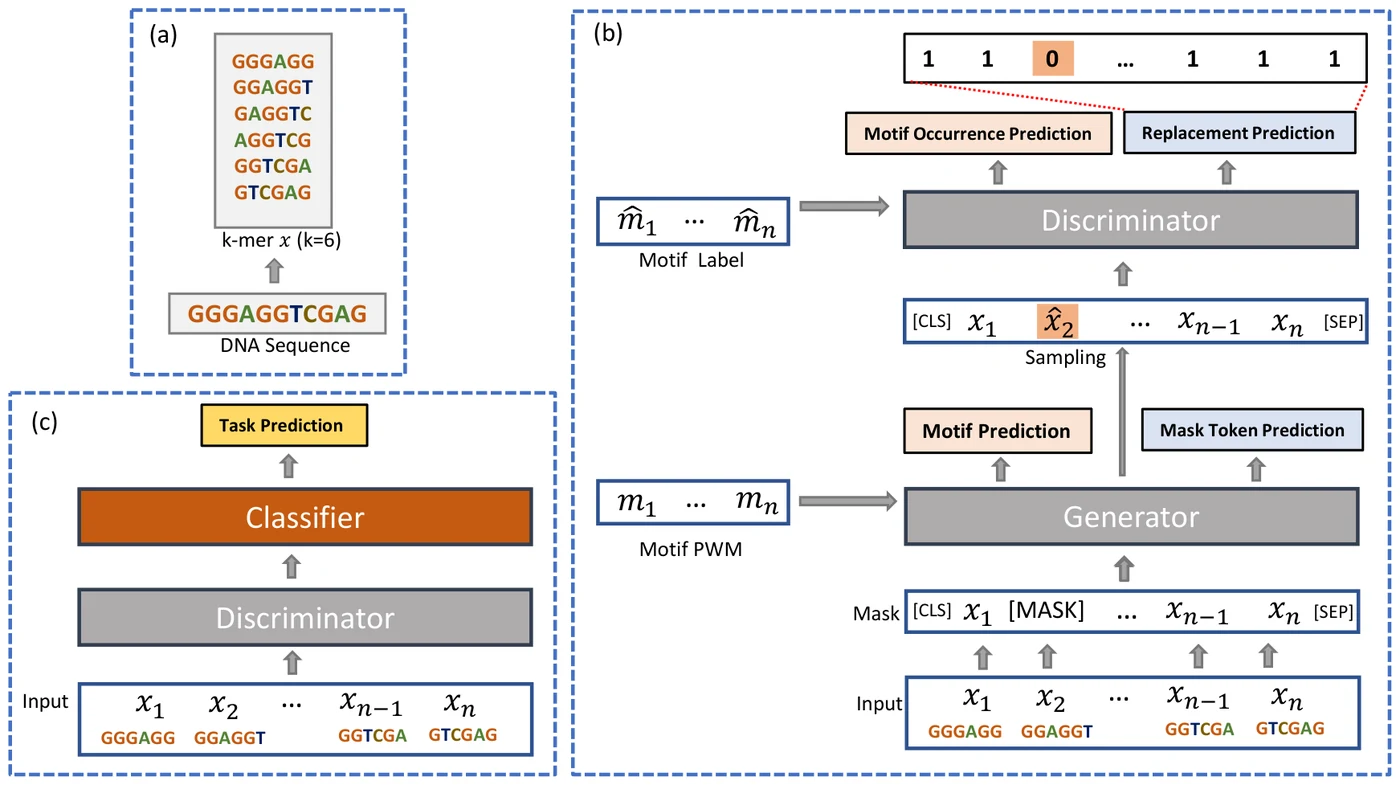 (a)
GGGAGG
GGAGGT
GAGGTC
AGGTCG
GGTCGA
GTCGAG
k-mer x (k=6)
GGGAGGTCGAG
DNA Sequence
(b)
1 1 0 ... 1 1 1
Motif Occurrence Prediction
Replacement Prediction
m̂₁ ... m̂ₙ
Motif Label
Discriminator
[CLS] x₁ x̂₂ ... xₙ₋₁ xₙ [SEP]
Sampling
Motif Prediction
Mask Token Prediction
m₁ ... mₙ
Motif PWM
Generator
Mask [CLS] x₁ [MASK] ... xₙ₋₁ xₙ [SEP]
Input x₁ x₂ ... xₙ₋₁ xₙ
GGGAGG GGAGGT GGTCGA GTCGAG
(c)
Task Prediction
Classifier
Discriminator
Input x₁ x₂ ... xₙ₋₁ xₙ
GGGAGG GGAGGT GGTCGA GTCGAG